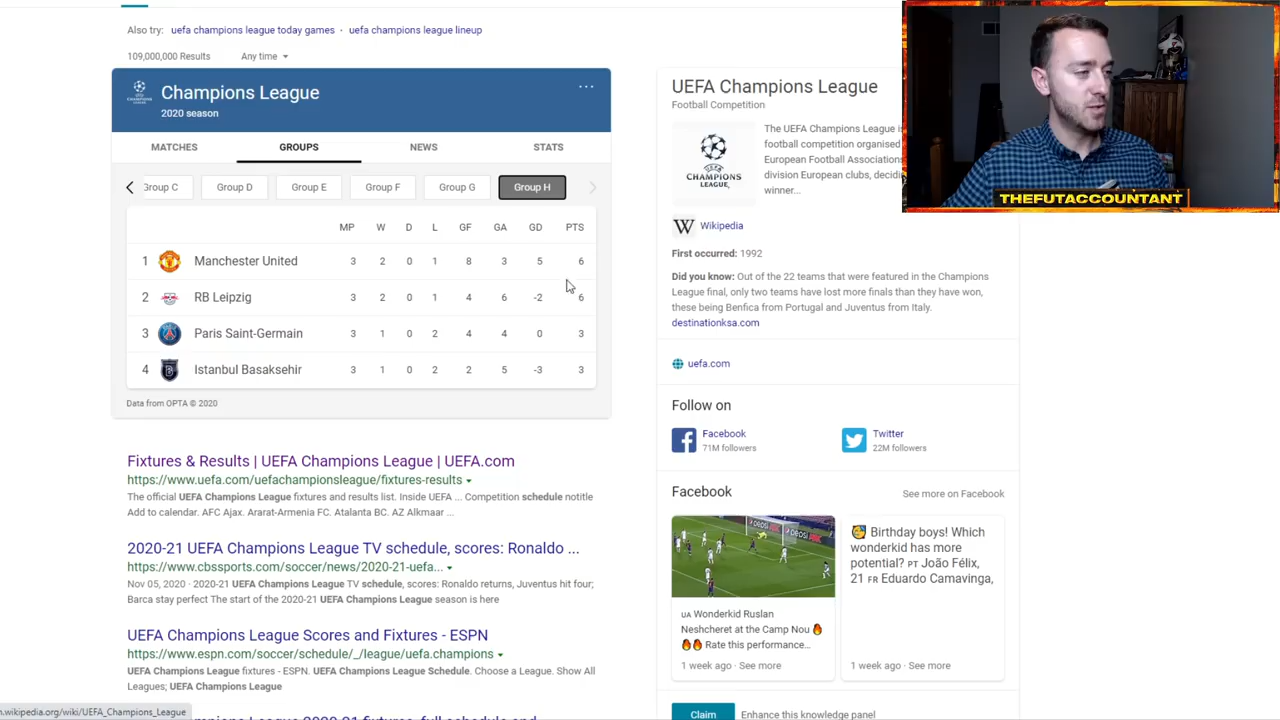 Also try: uefa champions league today games · uefa champions league lineup
109,000,000 Results Any time
Champions League
2020 season
MATCHES GROUPS NEWS STATS
Group C Group D Group E Group F Group G Group H
MP W D L GF GA GD PTS
1 Manchester United 3 2 0 1 8 3 5 6
2 RB Leipzig 3 2 0 1 4 6 -2 6
3 Paris Saint-Germain 3 1 0 2 4 4 0 3
4 Istanbul Basaksehir 3 1 0 2 2 5 -3 3
Data from OPTA © 2020
Fixtures & Results | UEFA Champions League | UEFA.com
https://www.uefa.com/uefachampionsleague/fixtures-results
The official UEFA Champions League fixtures and results list. Inside UEFA ... Competition schedule notitle
Add to calendar. AFC Ajax. Ararat-Armenia FC. Atalanta BC. AZ Alkmaar ...
2020-21 UEFA Champions League TV schedule, scores: Ronaldo ...
https://www.cbssports.com/soccer/news/2020-21-uefa...
Nov 05, 2020 · 2020-21 UEFA Champions League TV schedule, scores: Ronaldo returns, Juventus hit four;
Barca stay perfect The start of the 2020-21 UEFA Champions League season is here
UEFA Champions League Scores and Fixtures - ESPN
https://www.espn.com/soccer/schedule/_/league/uefa.champions
UEFA Champions League fixtures - ESPN. UEFA Champions League Schedule. Choose a League. Show All
Leagues; UEFA Champions League
n.wikipedia.org/wiki/UEFA_Champions_League
UEFA Champions League
Football Competition
The UEFA Champions League is
football competition organised
European Football Associations
division European clubs, decidi
winner...
CHAMPIONS
LEAGUE
W Wikipedia
First occurred: 1992
Did you know: Out of the 22 teams that were featured in the Champions
League final, only two teams have lost more finals than they have won,
these being Benfica from Portugal and Juventus from Italy.
destinationksa.com
uefa.com
Follow on
Facebook
71M followers
Twitter
22M followers
Facebook See more on Facebook
UA Wonderkid Ruslan
Neshcheret at the Camp Nou
Rate this performance...
1 week ago · See more
Birthday boys! Which
wonderkid has more
potential? PT João Félix,
21 FR Eduardo Camavinga,
1 week ago · See more
Claim Enhance this knowledge panel
THEFUTACCOUNTANT